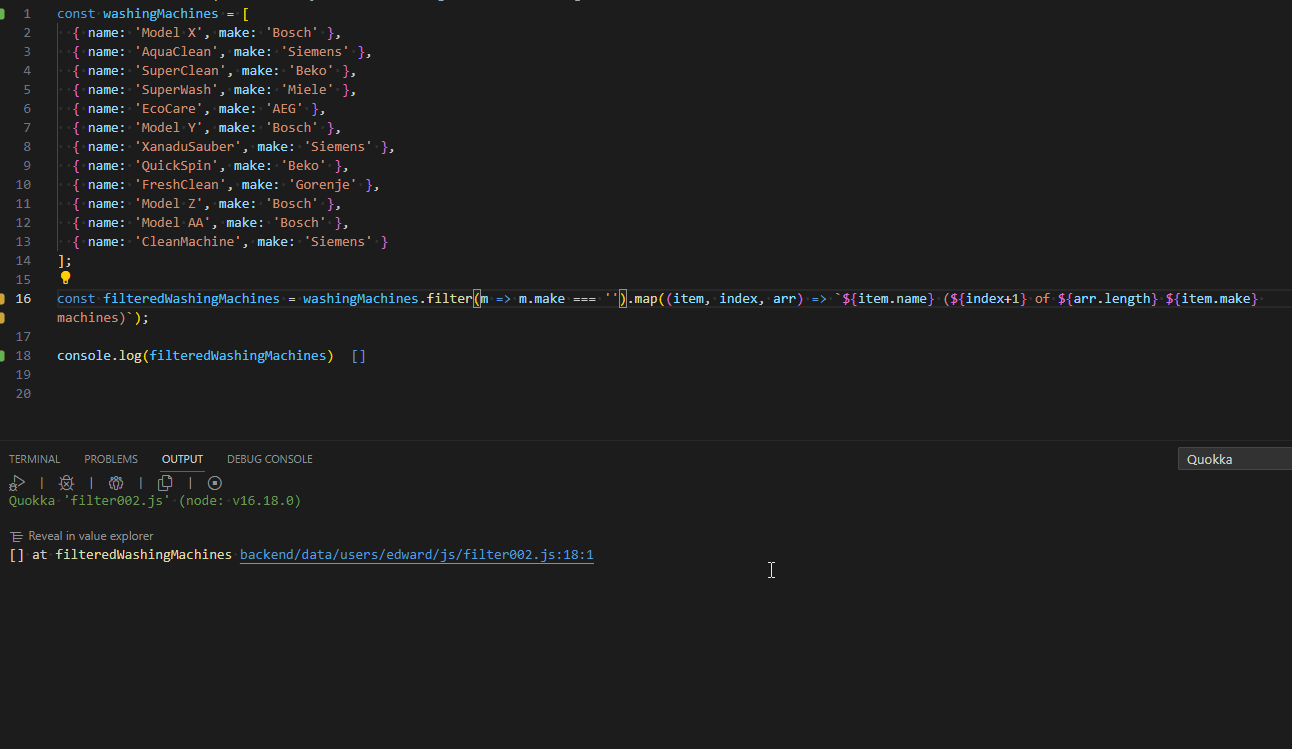 1 const washingMachines = [
2 { name: 'Model X', make: 'Bosch' },
3 { name: 'AquaClean', make: 'Siemens' },
4 { name: 'SuperClean', make: 'Beko' },
5 { name: 'SuperWash', make: 'Miele' },
6 { name: 'EcoCare', make: 'AEG' },
7 { name: 'Model Y', make: 'Bosch' },
8 { name: 'XanaduSauber', make: 'Siemens' },
9 { name: 'QuickSpin', make: 'Beko' },
10 { name: 'FreshClean', make: 'Gorenje' },
11 { name: 'Model Z', make: 'Bosch' },
12 { name: 'Model AA', make: 'Bosch' },
13 { name: 'CleanMachine', make: 'Siemens' }
14 ];
15
16 const filteredWashingMachines = washingMachines.filter(m => m.make === '').map((item, index, arr) => `${item.name} (${index+1} of ${arr.length} ${item.make}
machines)`);
17
18 console.log(filteredWashingMachines) []
19
20
TERMINAL PROBLEMS OUTPUT DEBUG CONSOLE Quokka
Quokka 'filter002.js' (node: v16.18.0)
Reveal in value explorer
[] at filteredWashingMachines backend/data/users/edward/js/filter002.js:18:1